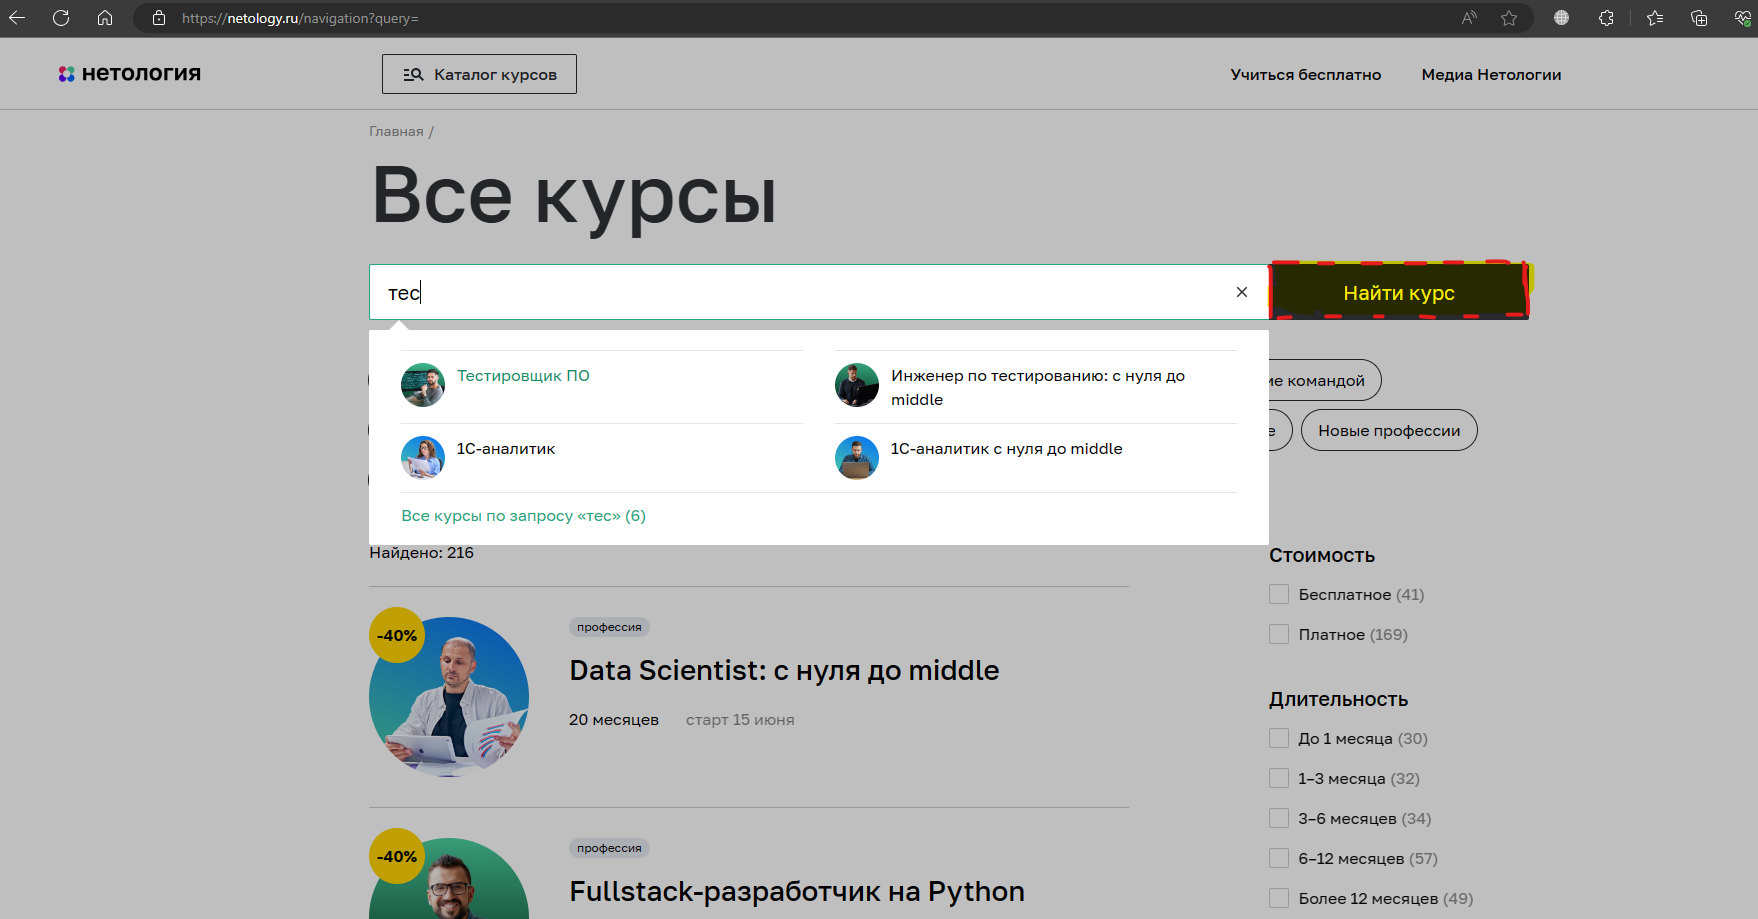 https://netology.ru/navigation?query=
нетология
Каталог курсов
Учиться бесплатно
Медиа Нетологии
Главная /
Все курсы
тес
Найти курс
Тестировщик ПО
Инженер по тестированию: с нуля до
middle
ие командой
е
Новые профессии
1С-аналитик
1С-аналитик с нуля до middle
Все курсы по запросу «тес» (6)
Найдено: 216
-40%
профессия
Data Scientist: с нуля до middle
20 месяцев старт 15 июня
-40%
профессия
Fullstack-разработчик на Python
Стоимость
Бесплатное (41)
Платное (169)
Длительность
До 1 месяца (30)
1–3 месяца (32)
3–6 месяцев (34)
6–12 месяцев (57)
Более 12 месяцев (49)